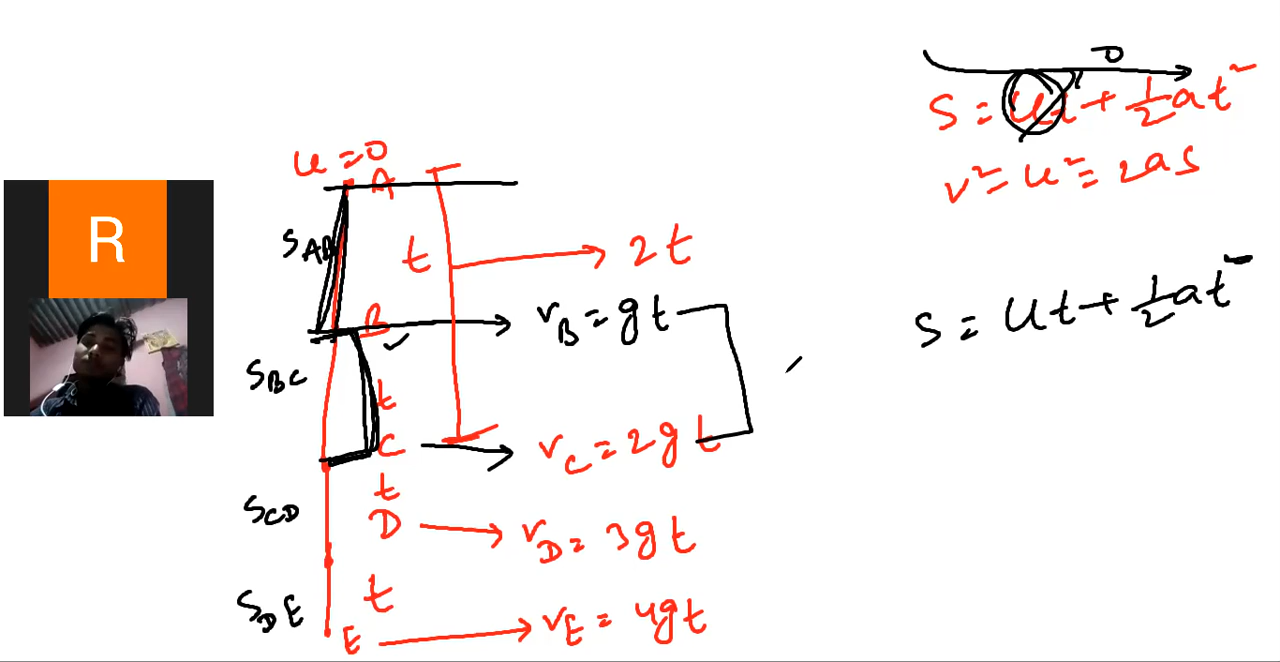 R
u = 0
A
S_AB
t
2t
B
v_B = gt
S_BC
t
C
v_C = 2gt
S_CD
t
D
v_D = 3gt
S_DE
t
E
v_E = 4gt
0
S = ut + ½at²
v² = u² = 2as
S = ut + ½at²